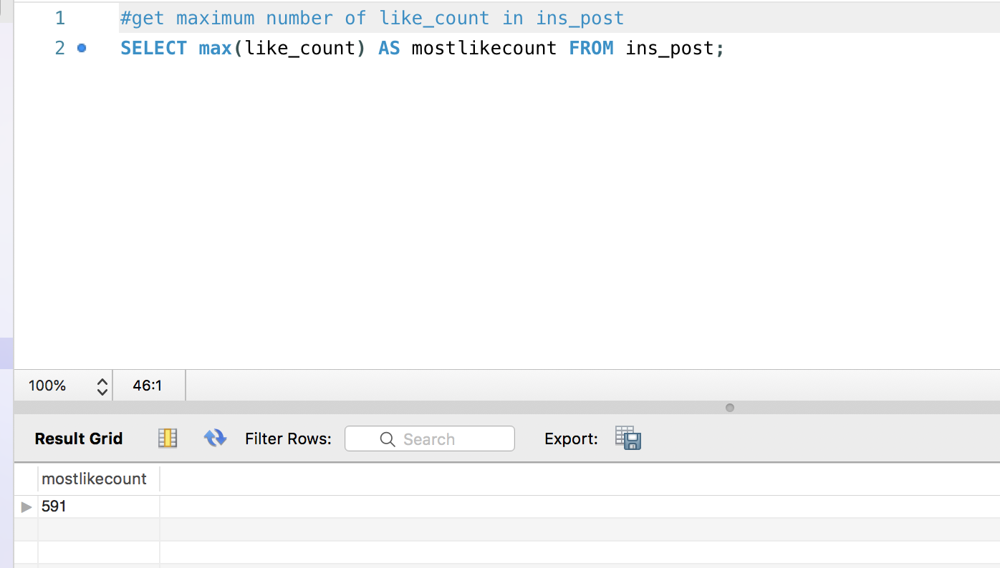 1 #get maximum number of like_count in ins_post
2 SELECT max(like_count) AS mostlikecount FROM ins_post;
100% 46:1
Result Grid Filter Rows: Search Export:
mostlikecount
591